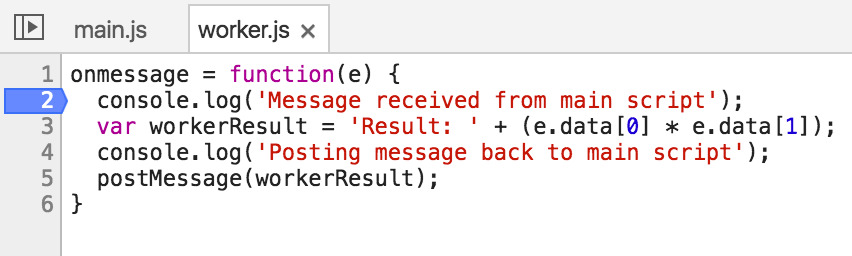 main.js worker.js ×
1 onmessage = function(e) {
2   console.log('Message received from main script');
3   var workerResult = 'Result: ' + (e.data[0] * e.data[1]);
4   console.log('Posting message back to main script');
5   postMessage(workerResult);
6 }